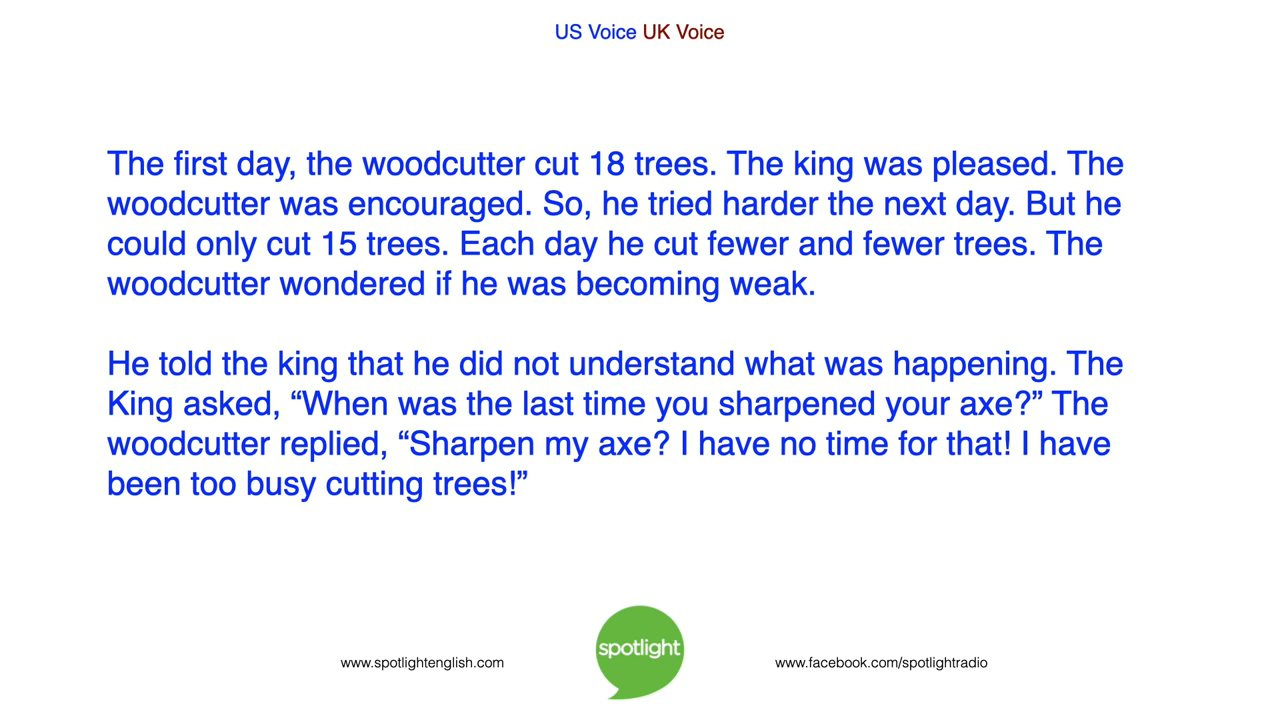 US Voice UK Voice
The first day, the woodcutter cut 18 trees. The king was pleased. The
woodcutter was encouraged. So, he tried harder the next day. But he
could only cut 15 trees. Each day he cut fewer and fewer trees. The
woodcutter wondered if he was becoming weak.
He told the king that he did not understand what was happening. The
King asked, “When was the last time you sharpened your axe?” The
woodcutter replied, “Sharpen my axe? I have no time for that! I have
been too busy cutting trees!”
spotlight
www.spotlightenglish.com
www.facebook.com/spotlightradio